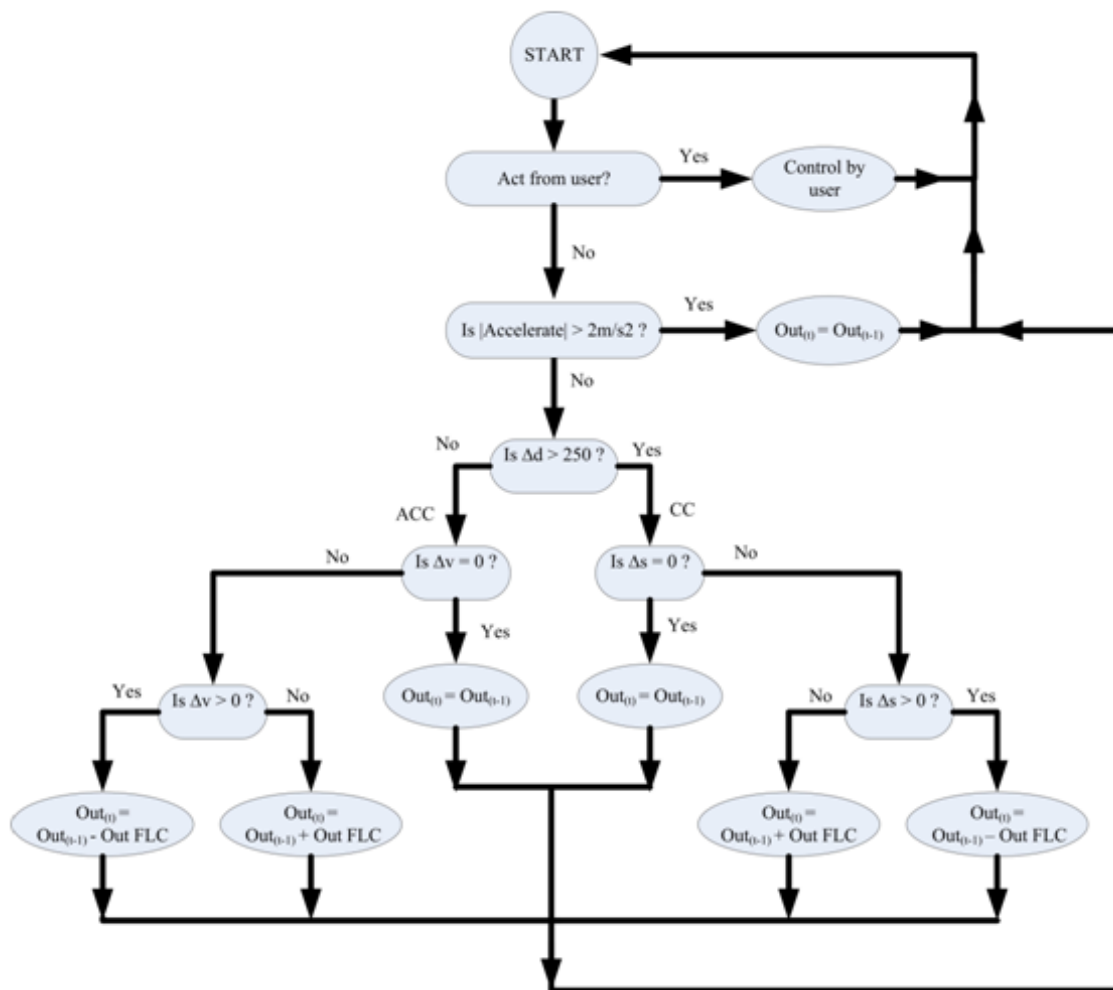 START
Act from user?
Yes
Control by
user
No
Is |Accelerate| > 2m/s2 ?
Yes
Out(t) = Out(t-1)
No
Is Δd > 250 ?
No
Yes
ACC
CC
Is Δv = 0 ?
No
Is Δs = 0 ?
No
Yes
Yes
Out(t) = Out(t-1)
Out(t) = Out(t-1)
Is Δv > 0 ?
Yes
No
Is Δs > 0 ?
No
Yes
Out(t) =
Out(t-1) - Out FLC
Out(t) =
Out(t-1) + Out FLC
Out(t) =
Out(t-1) + Out FLC
Out(t) =
Out(t-1) – Out FLC